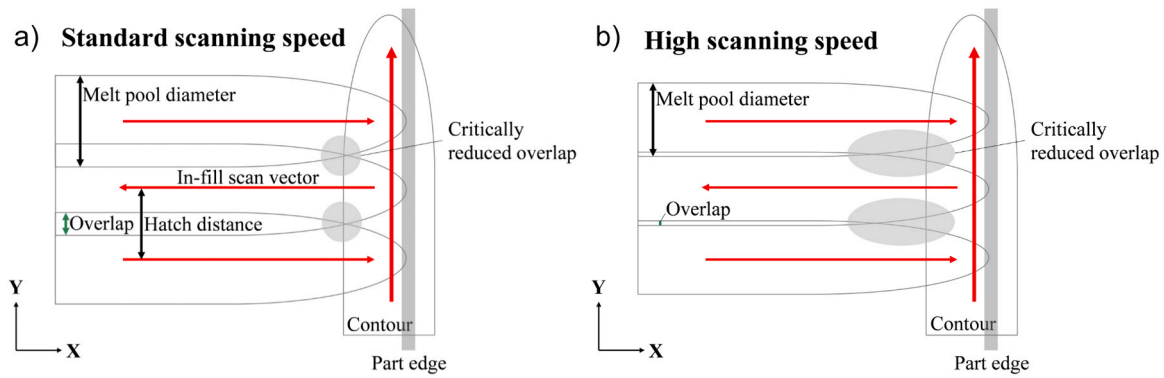 a) Standard scanning speed
Melt pool diameter
Critically
reduced overlap
In-fill scan vector
Overlap
Hatch distance
Y
X
Contour
Part edge
b) High scanning speed
Melt pool diameter
Critically
reduced overlap
Overlap
Y
X
Contour
Part edge